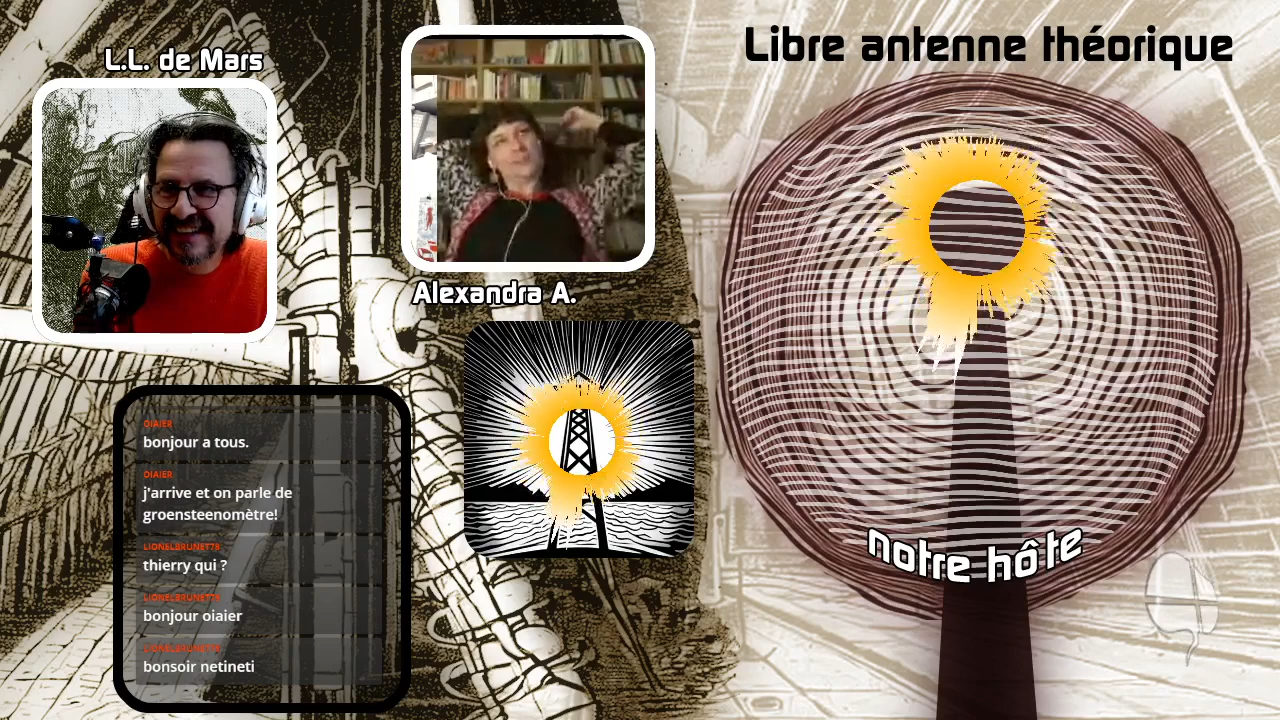 L.L. de Mars
Libre antenne théorique
Alexandra A.
OIAIER
bonjour a tous.
OIAIER
j'arrive et on parle de
groensteenomètre!
LIONELBRUNET78
thierry qui ?
LIONELBRUNET78
bonjour oiaier
LIONELBRUNET78
bonsoir netineti
notre hôte